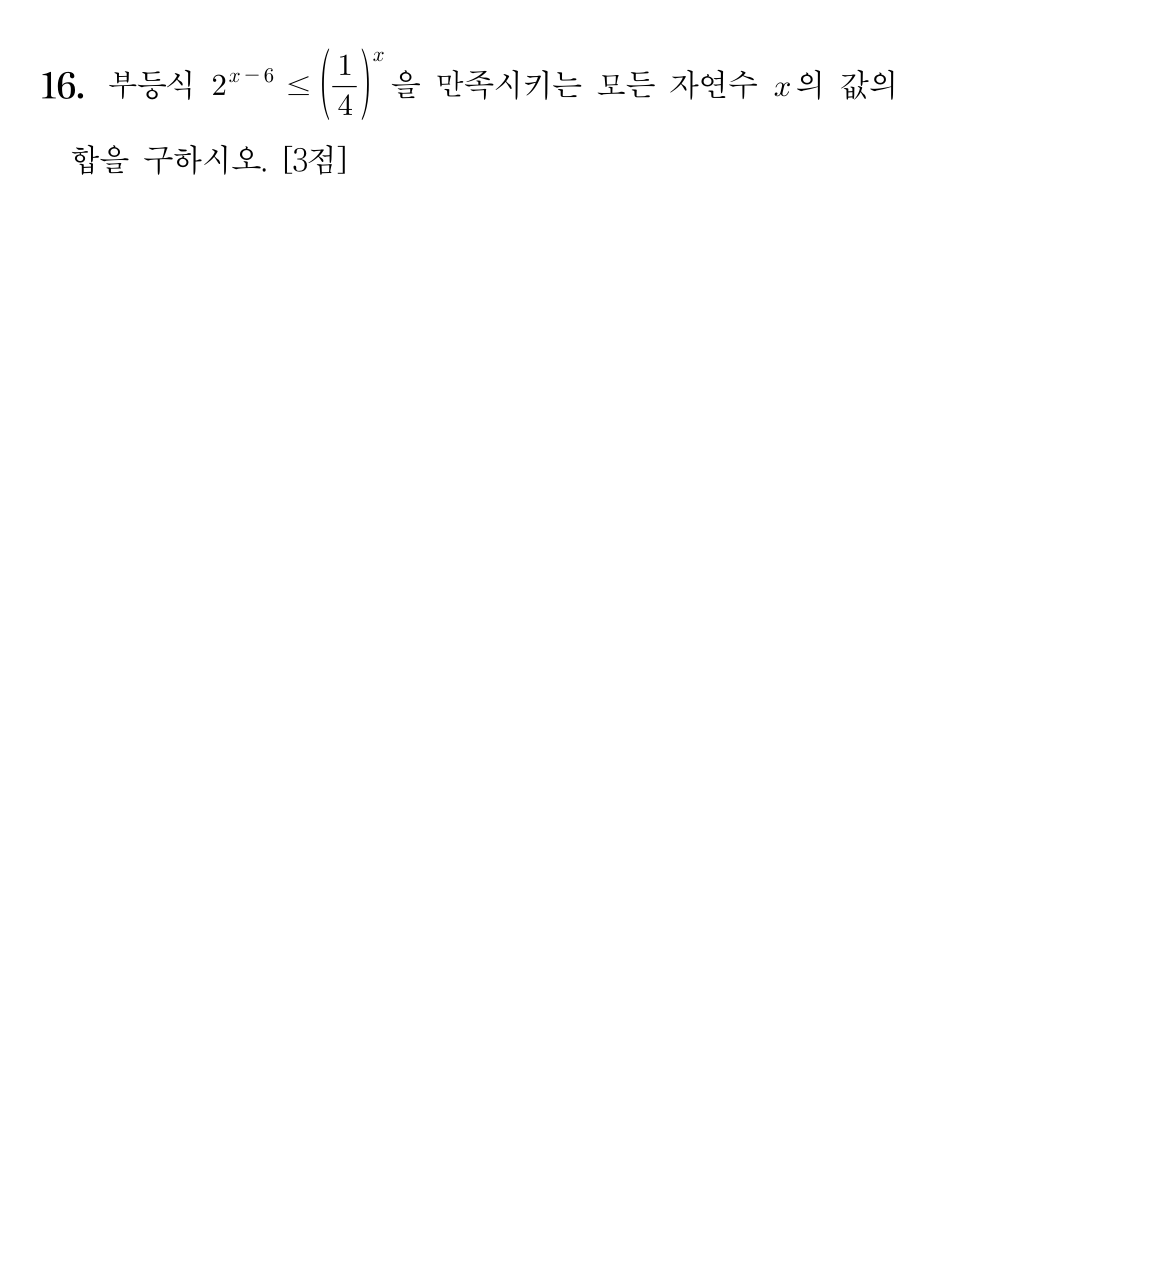 16. 부등식 $2^{x-6} \leq \left(\frac{1}{4}\right)^x$을 만족시키는 모든 자연수 $x$의 값의
합을 구하시오. [3점]